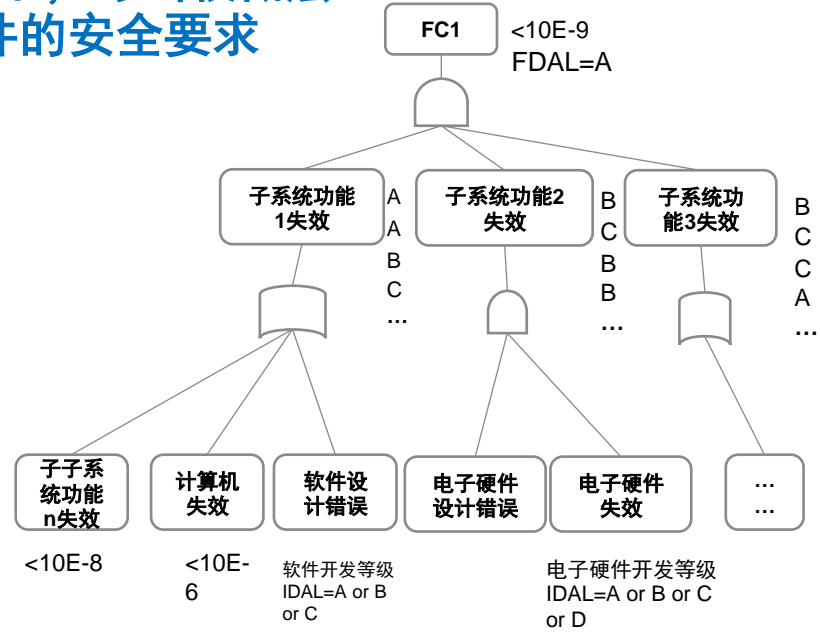 件的安全要求
FC1
<10E-9
FDAL=A
子系统功能
1失效
A
A
B
C
…
子系统功能2
失效
B
C
B
B
…
子系统功
能3失效
B
C
C
A
…
子子系
统功能
n失效
计算机
失效
软件设
计错误
电子硬件
设计错误
电子硬件
失效
…
…
<10E-8
<10E-
6
软件开发等级
IDAL=A or B
or C
电子硬件开发等级
IDAL=A or B or C
or D